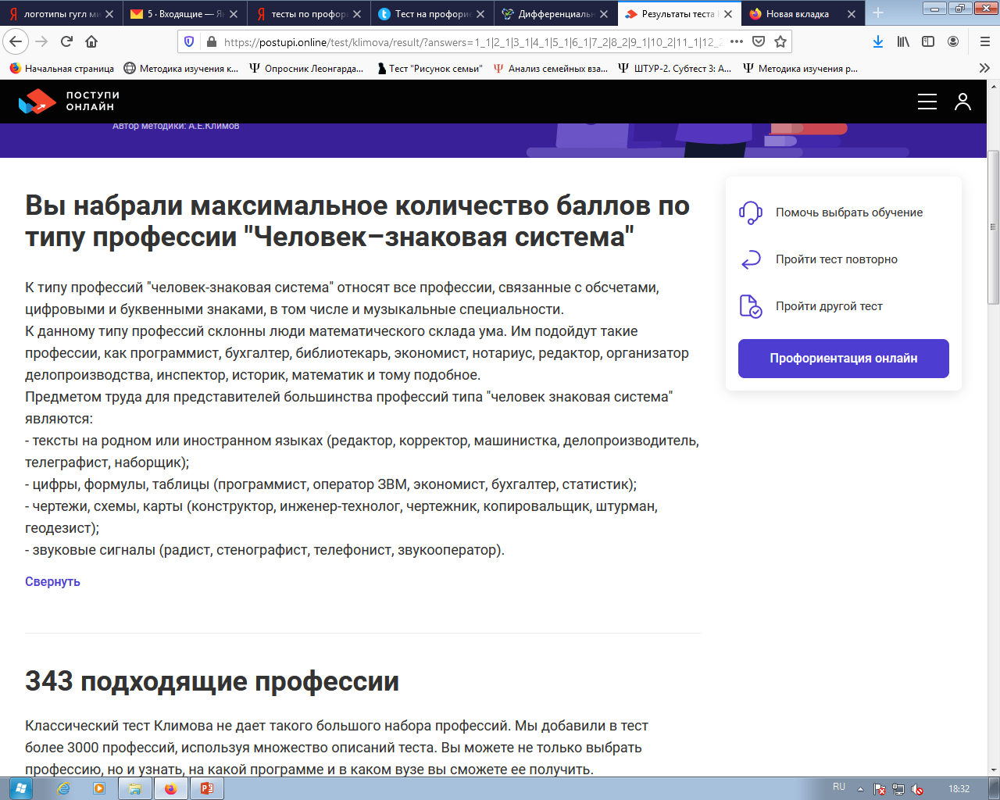 логотипы гугл ми
5 · Входящие — Ян
тесты по профор
Тест на профорие
Дифференциальн
Результаты теста
Новая вкладка
https://postupi.online/test/klimova/result/?answers=1_1|2_1|3_1|4_1|5_1|6_1|7_2|8_2|9_1|10_2|11_1|12_2
Начальная страница
Методика изучения к...
Опросник Леонгарда...
Тест "Рисунок семьи"
Анализ семейных вза...
ШТУР-2. Субтест 3: А...
Методика изучения р...
ПОСТУПИ
ОНЛАЙН
Автор методики: А.Е.Климов
Вы набрали максимальное количество баллов по
типу профессии "Человек–знаковая система"
К типу профессий "человек-знаковая система" относят все профессии, связанные с обсчетами,
цифровыми и буквенными знаками, в том числе и музыкальные специальности.
К данному типу профессий склонны люди математического склада ума. Им подойдут такие
профессии, как программист, бухгалтер, библиотекарь, экономист, нотариус, редактор, организатор
делопроизводства, инспектор, историк, математик и тому подобное.
Предметом труда для представителей большинства профессий типа "человек знаковая система"
являются:
- тексты на родном или иностранном языках (редактор, корректор, машинистка, делопроизводитель,
телеграфист, наборщик);
- цифры, формулы, таблицы (программист, оператор ЗВМ, экономист, бухгалтер, статистик);
- чертежи, схемы, карты (конструктор, инженер-технолог, чертежник, копировальщик, штурман,
геодезист);
- звуковые сигналы (радист, стенографист, телефонист, звукооператор).
Свернуть
343 подходящие профессии
Классический тест Климова не дает такого большого набора профессий. Мы добавили в тест
более 3000 профессий, используя множество описаний теста. Вы можете не только выбрать
профессию, но и узнать, на какой программе и в каком вузе вы сможете ее получить.
Помочь выбрать обучение
Пройти тест повторно
Пройти другой тест
Профориентация онлайн
RU
18:32